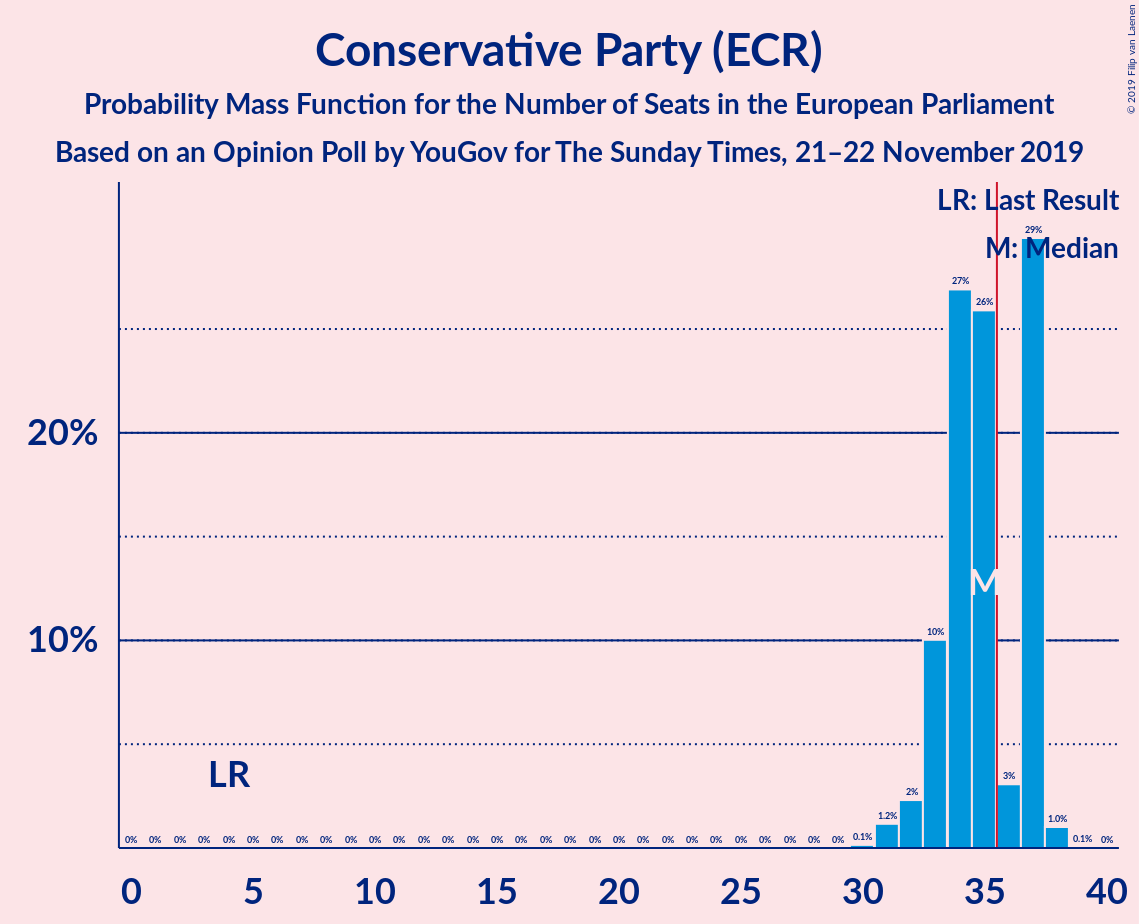 Conservative Party (ECR)
Probability Mass Function for the Number of Seats in the European Parliament
Based on an Opinion Poll by YouGov for The Sunday Times, 21–22 November 2019
© 2019 Filip van Laenen
LR: Last Result
M: Median
20%
10%
LR
M
0% 0% 0% 0% 0% 0% 0% 0% 0% 0% 0% 0% 0% 0% 0% 0% 0% 0% 0% 0% 0% 0% 0% 0% 0% 0% 0% 0% 0% 0% 0.1% 1.2% 2% 10% 27% 26% 3% 29% 1.0% 0.1% 0%
0 5 10 15 20 25 30 35 40